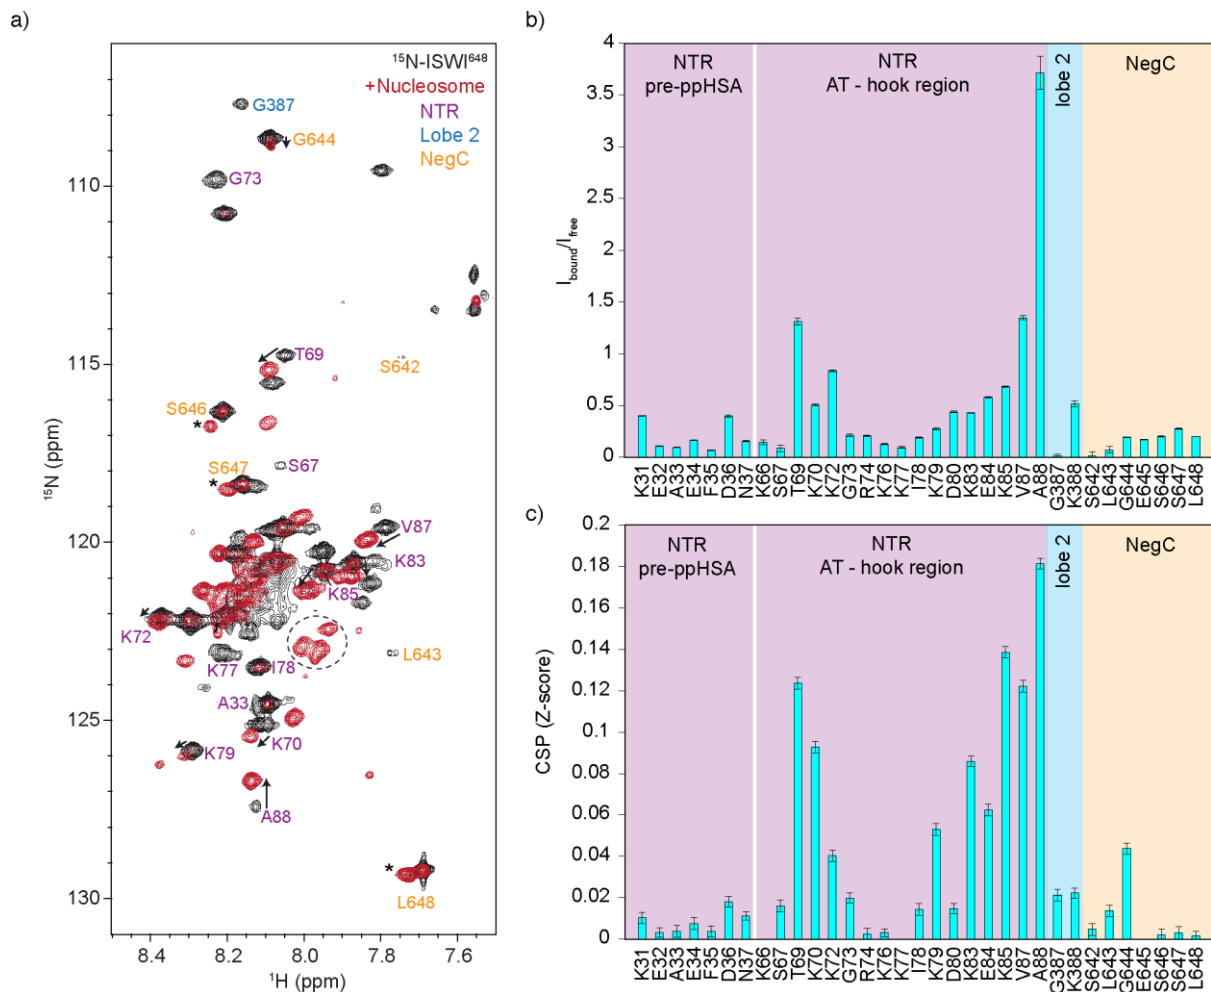 a)
¹⁵N-ISWI⁶⁴⁸
+Nucleosome
NTR
Lobe 2
NegC
G387
G644
G73
T69
S642
S646
*
S67
S647
*
V87
K83
K85
K72
K77
I78
L643
A33
K70
K79
A88
*
L648
110
115
120
125
130
¹⁵N (ppm)
8.4 8.2 8.0 7.8 7.6
¹H (ppm)
b)
NTR
pre-ppHSA
NTR
AT - hook region
lobe 2
NegC
4
3.5
3
2.5
2
1.5
1
0.5
0
I_bound/I_free
K31 E32 A33 E34 F35 D36 N37 K66 S67 T69 K70 K72 G73 R74 K76 K77 I78 K79 D80 K83 E84 K85 V87 A88 G387 K388 S642 L643 G644 E645 S646 S647 L648
c)
NTR
pre-ppHSA
NTR
AT - hook region
lobe 2
NegC
0.2
0.18
0.16
0.14
0.12
0.10
0.08
0.06
0.04
0.02
0
CSP (Z-score)
K31 E32 A33 E34 F35 D36 N37 K66 S67 T69 K70 K72 G73 R74 K76 K77 I78 K79 D80 K83 E84 K85 V87 A88 G387 K388 S642 L643 G644 E645 S646 S647 L648